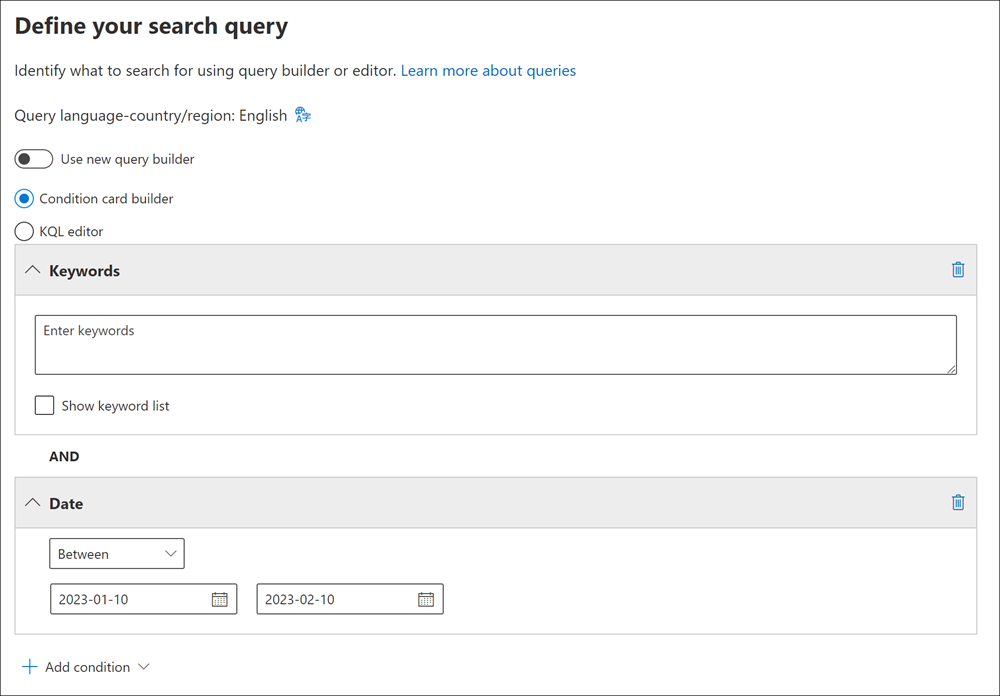 Define your search query
Identify what to search for using query builder or editor. Learn more about queries
Query language-country/region: English
Use new query builder
Condition card builder
KQL editor
Keywords
Enter keywords
Show keyword list
AND
Date
Between
2023-01-10 2023-02-10
Add condition